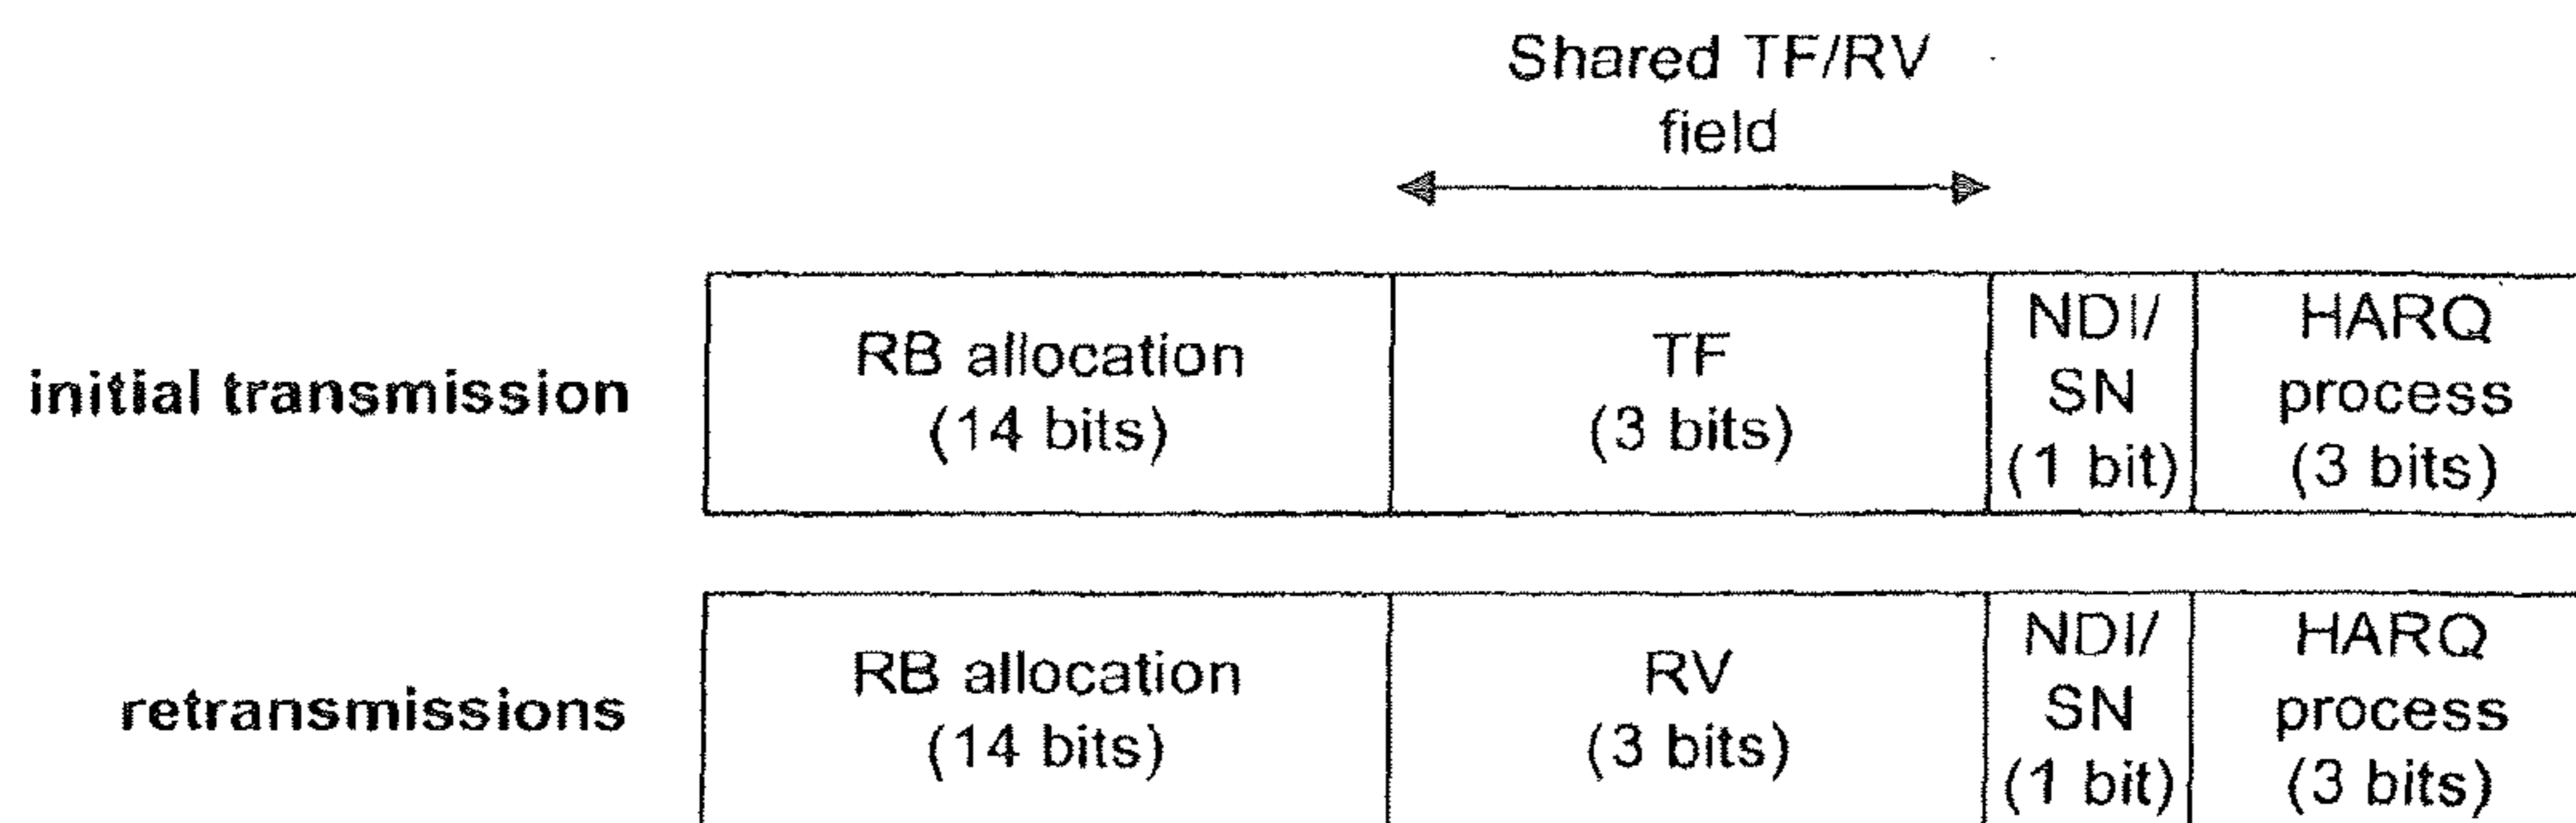 Shared TF/RV
field
initial transmission
RB allocation
(14 bits)
TF
(3 bits)
NDI/
SN
(1 bit)
HARQ
process
(3 bits)
retransmissions
RB allocation
(14 bits)
RV
(3 bits)
NDI/
SN
(1 bit)
HARQ
process
(3 bits)